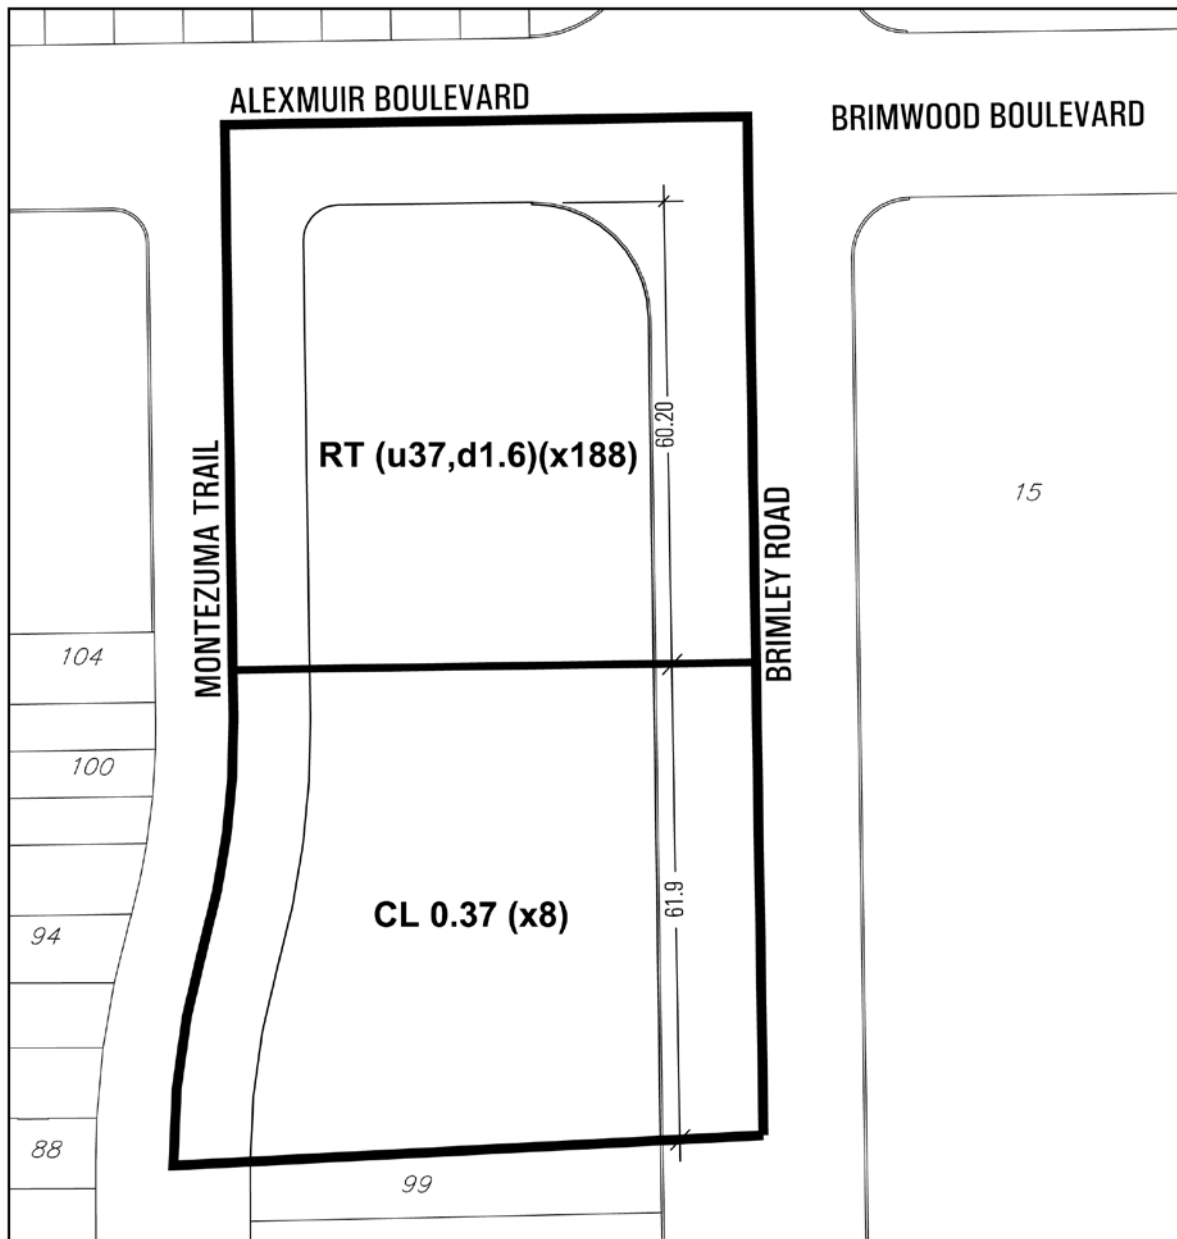 ALEXMUIR BOULEVARD
BRIMWOOD BOULEVARD
60.20
RT (u37,d1.6)(x188)
MONTEZUMA TRAIL
BRIMLEY ROAD
15
104
100
61.9
CL 0.37 (x8)
94
88
99